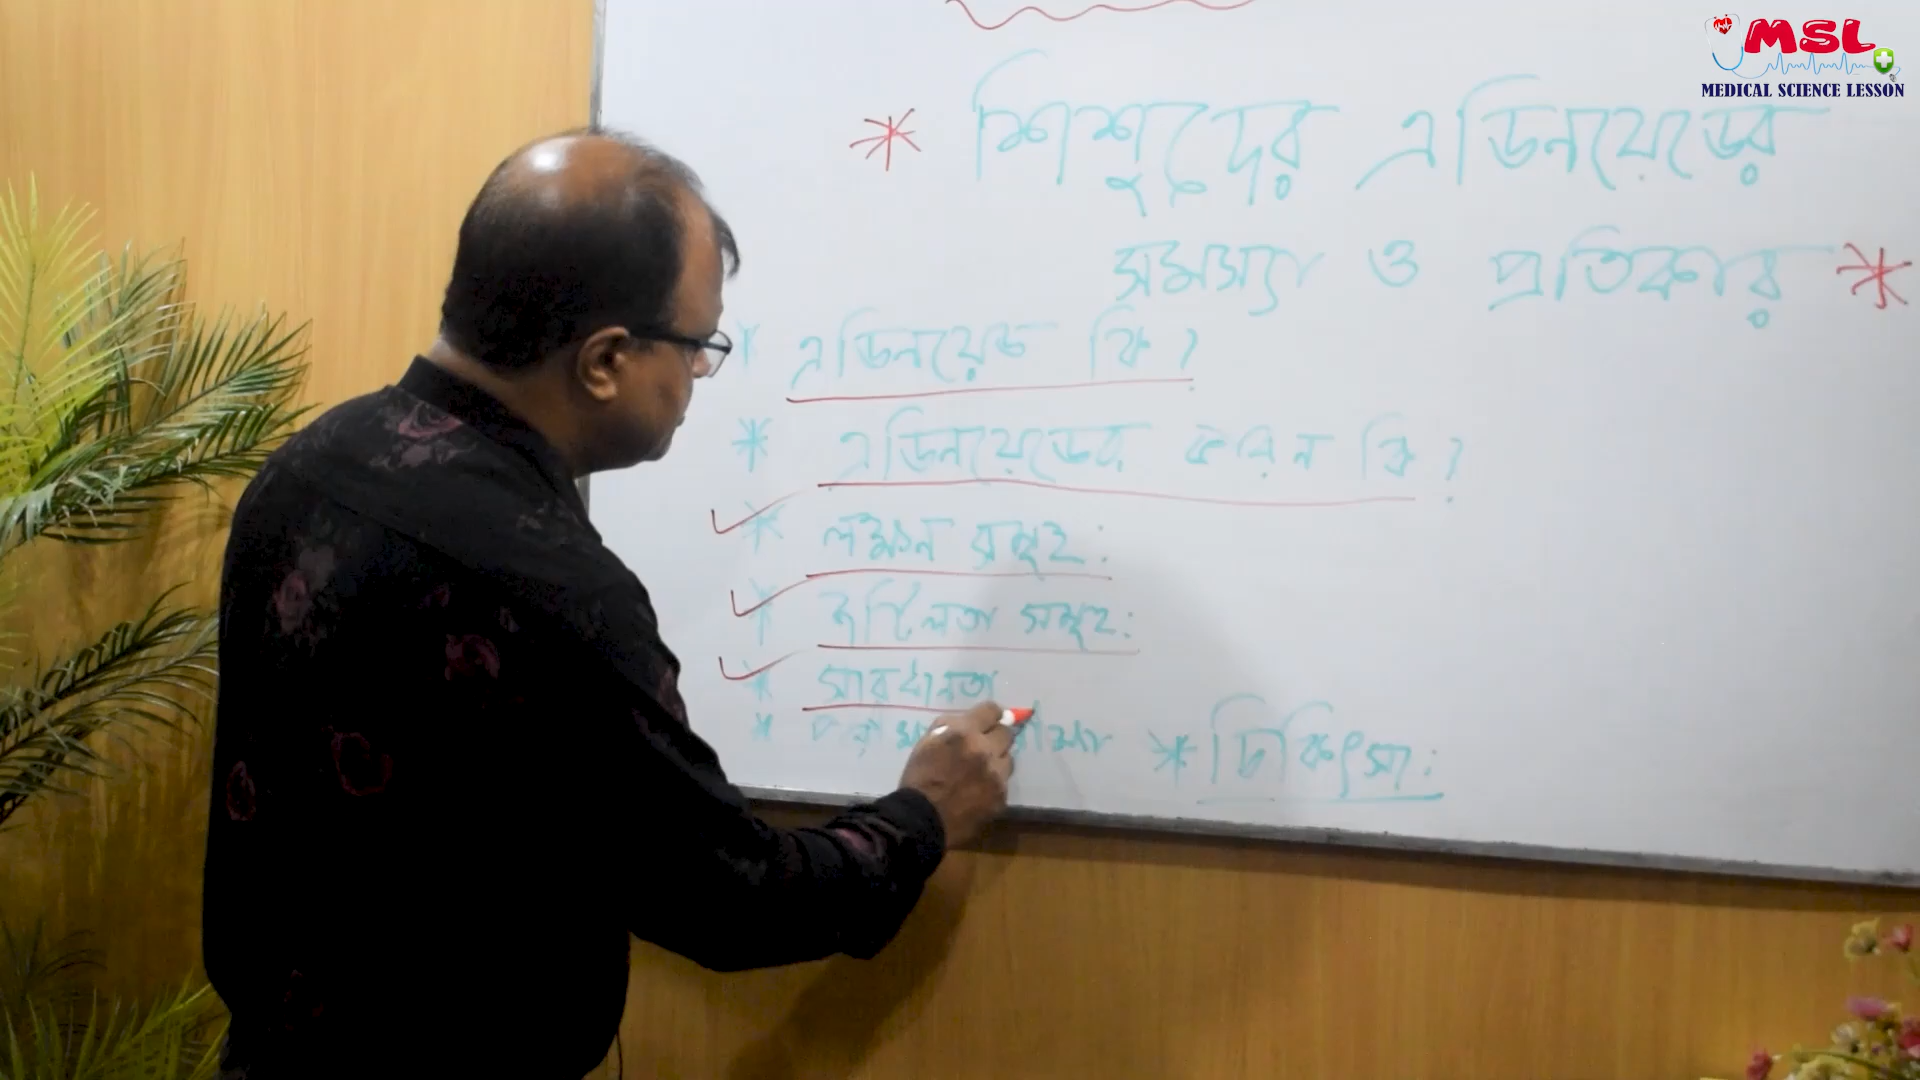 MSL
MEDICAL SCIENCE LESSON
* শিশুদের এডিনয়েডের
সমস্যা ও প্রতিকার *
* এডিনয়েড কি?
* এডিনয়েডের কারন কি?
* লক্ষন সমূহ:
* জটিলতা সমূহ:
* সাবধানতা
* চিকিৎসা: